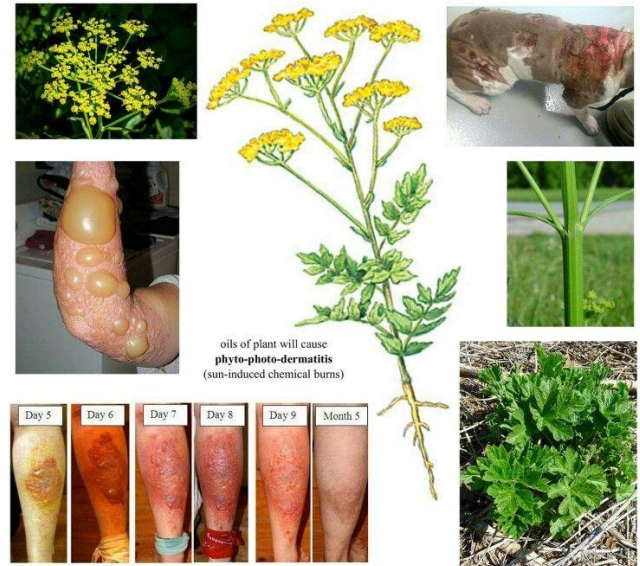 oils of plant will cause
phyto-photo-dermatitis
(sun-induced chemical burns)
Day 5
Day 6
Day 7
Day 8
Day 9
Month 5